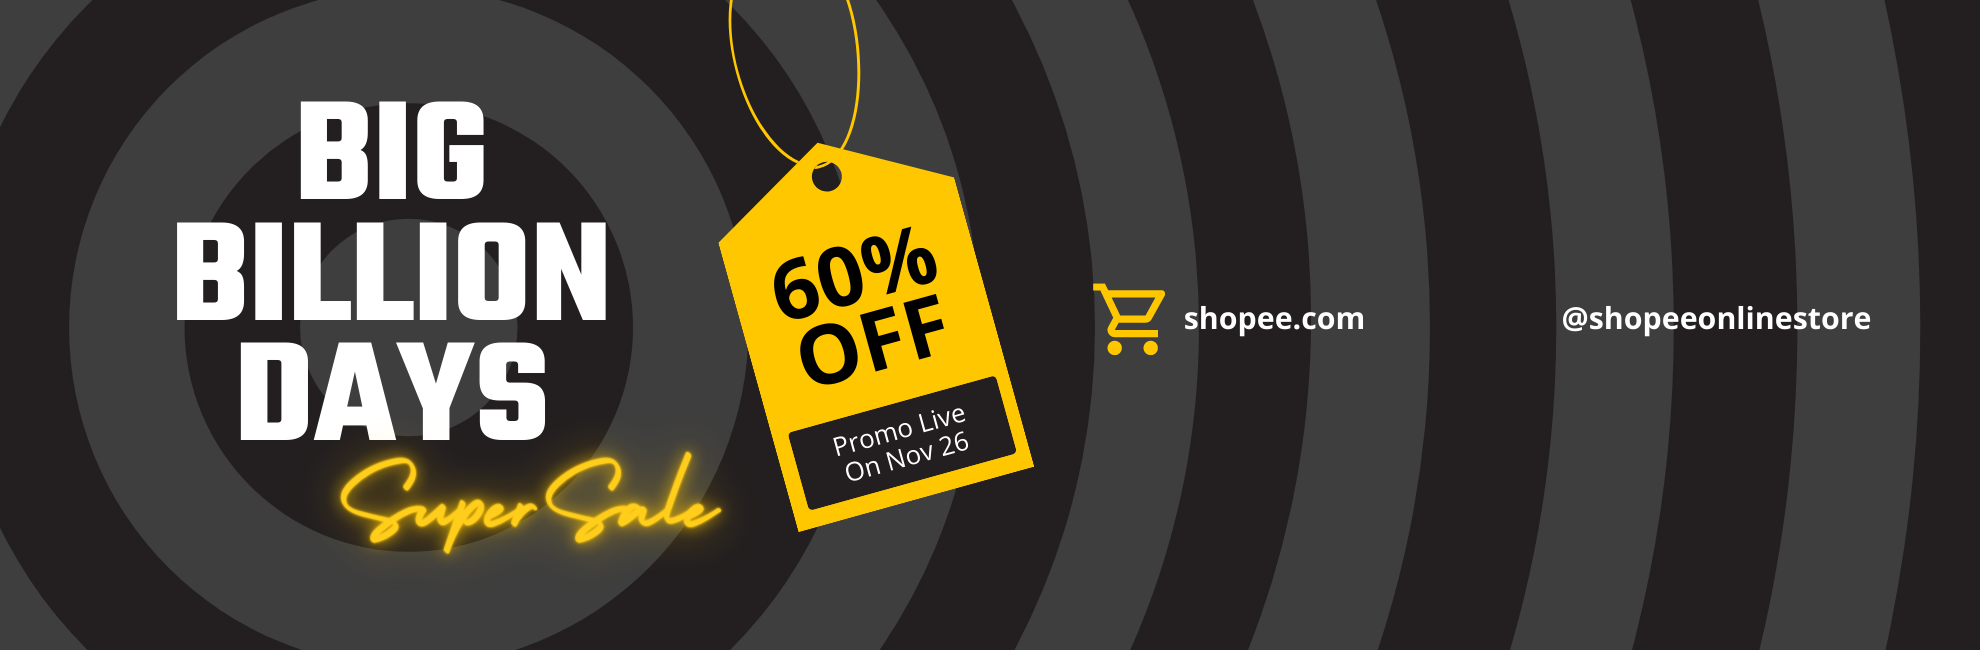 BIG
BILLION
DAYS
Super Sale
60%
OFF
Promo Live
On Nov 26
shopee.com
@shopeeonlinestore